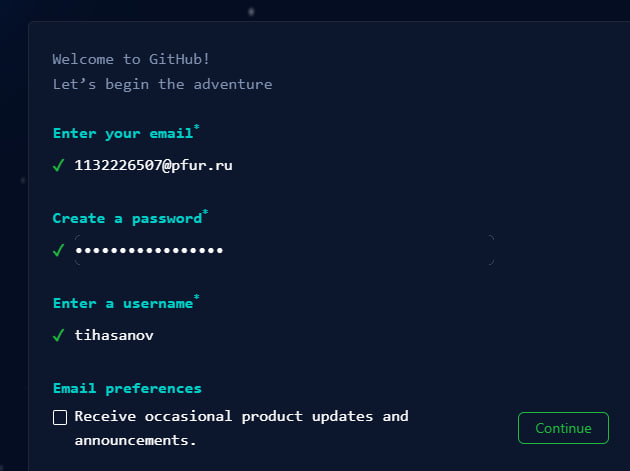 Welcome to GitHub!
Let’s begin the adventure
Enter your email*
✓ 1132226507@pfur.ru
Create a password*
✓ •••••••••••••••••
Enter a username*
✓ tihasanov
Email preferences
Receive occasional product updates and
announcements.
Continue